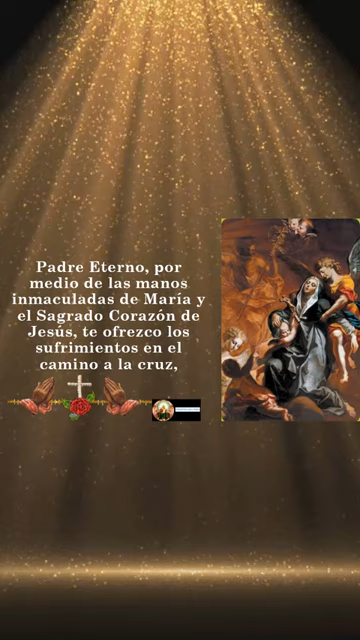 Padre Eterno, por
medio de las manos
inmaculadas de María y
el Sagrado Corazón de
Jesús, te ofrezco los
sufrimientos en el
camino a la cruz,